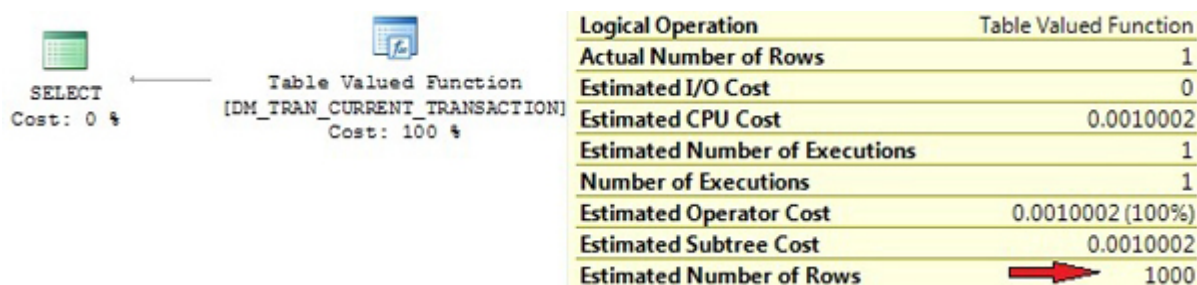 SELECT
Cost: 0 %
Table Valued Function
[DM_TRAN_CURRENT_TRANSACTION]
Cost: 100 %
Logical Operation Table Valued Function
Actual Number of Rows 1
Estimated I/O Cost 0
Estimated CPU Cost 0.0010002
Estimated Number of Executions 1
Number of Executions 1
Estimated Operator Cost 0.0010002 (100%)
Estimated Subtree Cost 0.0010002
Estimated Number of Rows 1000